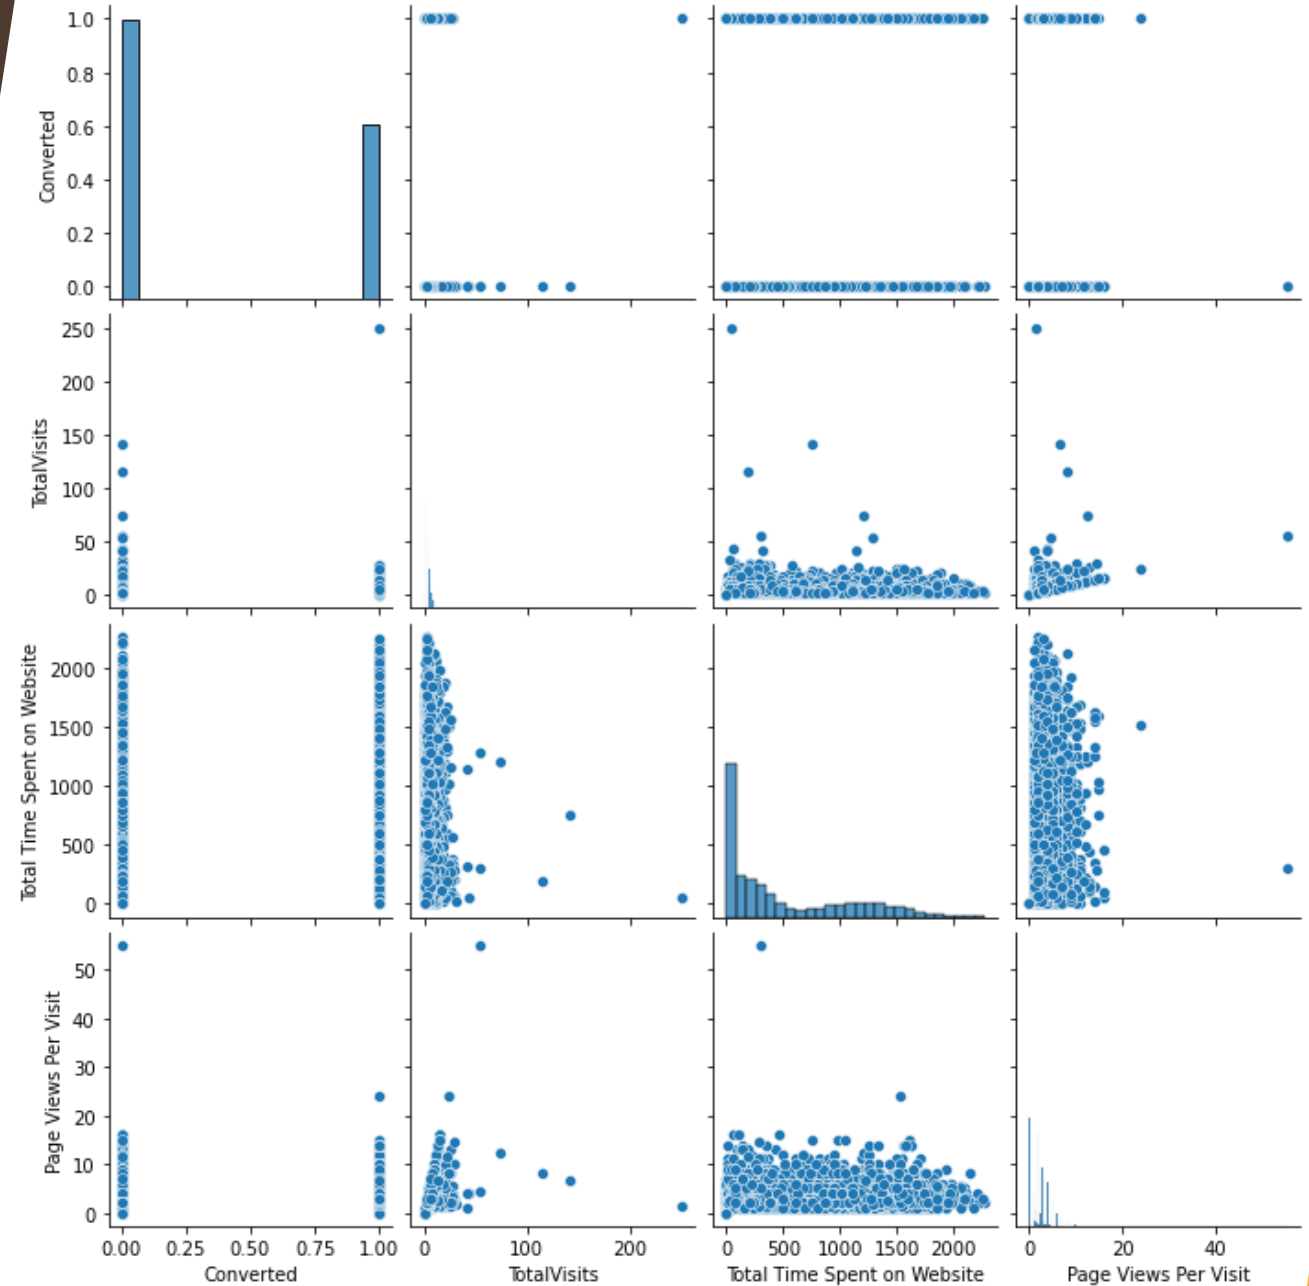 1.0
0.8
0.6
0.4
0.2
0.0
Converted
250
200
150
100
50
0
TotalVisits
2000
1500
1000
500
0
Total Time Spent on Website
50
40
30
20
10
0
Page Views Per Visit
0.00 0.25 0.50 0.75 1.00
Converted
0 100 200
TotalVisits
0 500 1000 1500 2000
Total Time Spent on Website
0 20 40
Page Views Per Visit